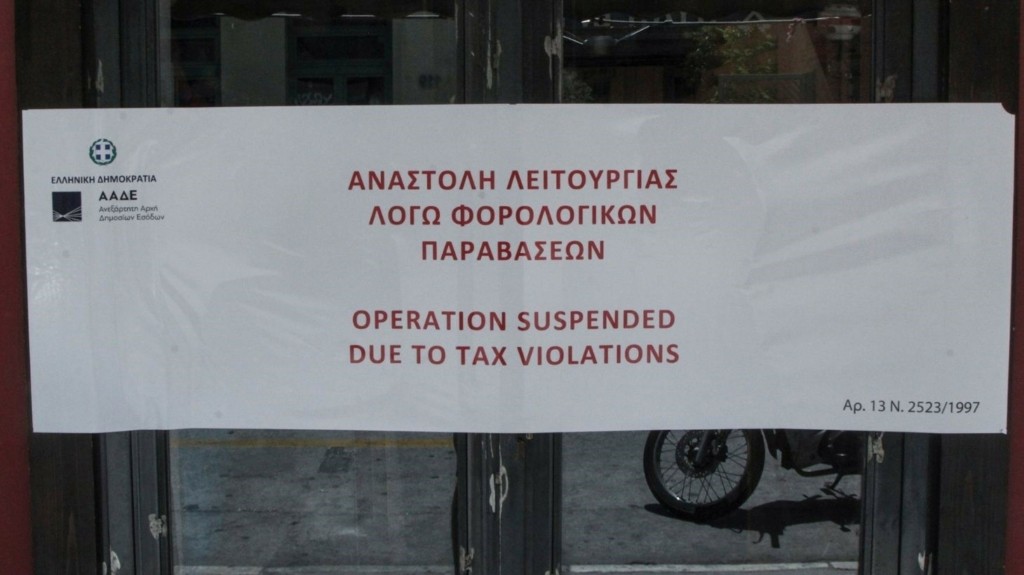 ΕΛΛΗΝΙΚΗ ΔΗΜΟΚΡΑΤΙΑ
ΑΑΔΕ
Ανεξάρτητη Αρχή
Δημοσίων Εσόδων
ΑΝΑΣΤΟΛΗ ΛΕΙΤΟΥΡΓΙΑΣ
ΛΟΓΩ ΦΟΡΟΛΟΓΙΚΩΝ
ΠΑΡΑΒΑΣΕΩΝ
OPERATION SUSPENDED
DUE TO TAX VIOLATIONS
Αρ. 13 Ν. 2523/1997